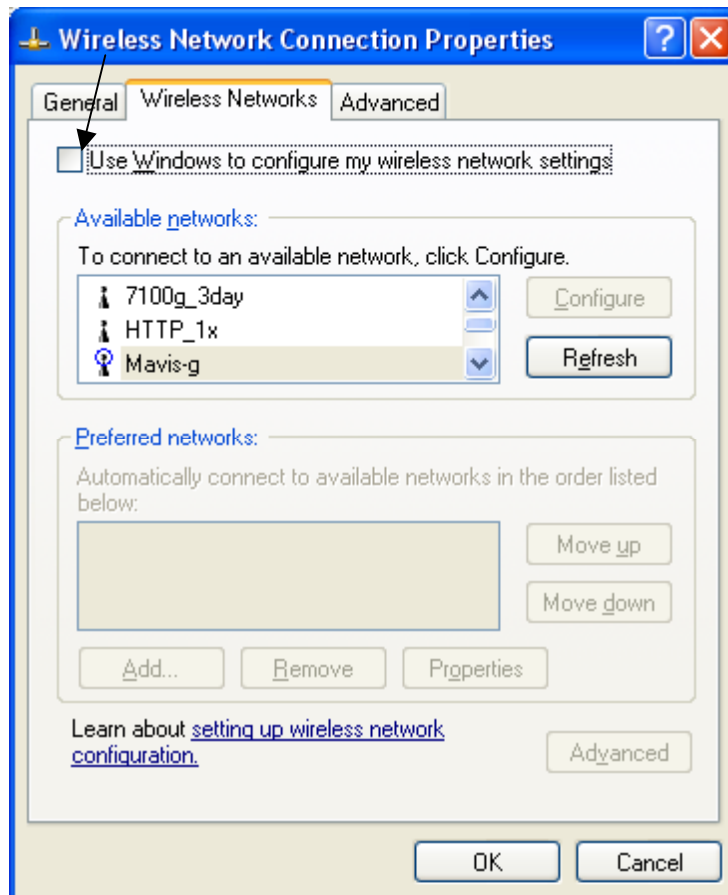 Wireless Network Connection Properties
General Wireless Networks Advanced
Use Windows to configure my wireless network settings
Available networks:
To connect to an available network, click Configure.
7100g_3day
HTTP_1x
Mavis-g
Configure
Refresh
Preferred networks:
Automatically connect to available networks in the order listed
below:
Move up
Move down
Add... Remove Properties
Learn about setting up wireless network
configuration.
Advanced
OK Cancel